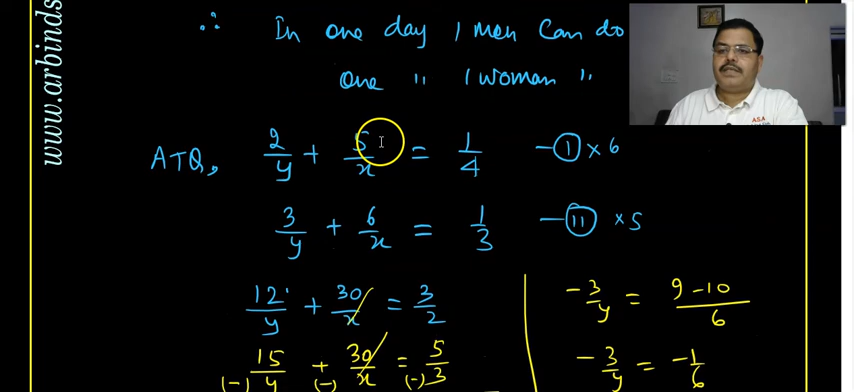 ∴ In one day 1 men can do
one " 1 woman "
ATQ, 2/y + 5/x = 1/4 - ① × 6
3/y + 6/x = 1/3 - ⑪ × 5
12/y + 30/x = 3/2
15/y + 30/x = 5/3
(-) (-) (-)
-3/y = 9-10/6
-3/y = -1/6
www.arbinds
ASA